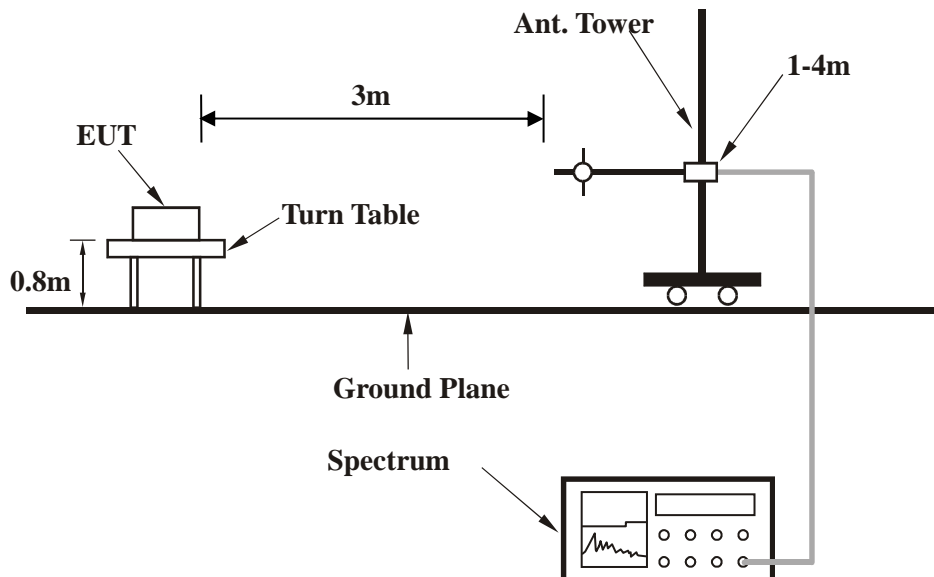 Ant. Tower
1-4m
3m
EUT
Turn Table
0.8m
Ground Plane
Spectrum